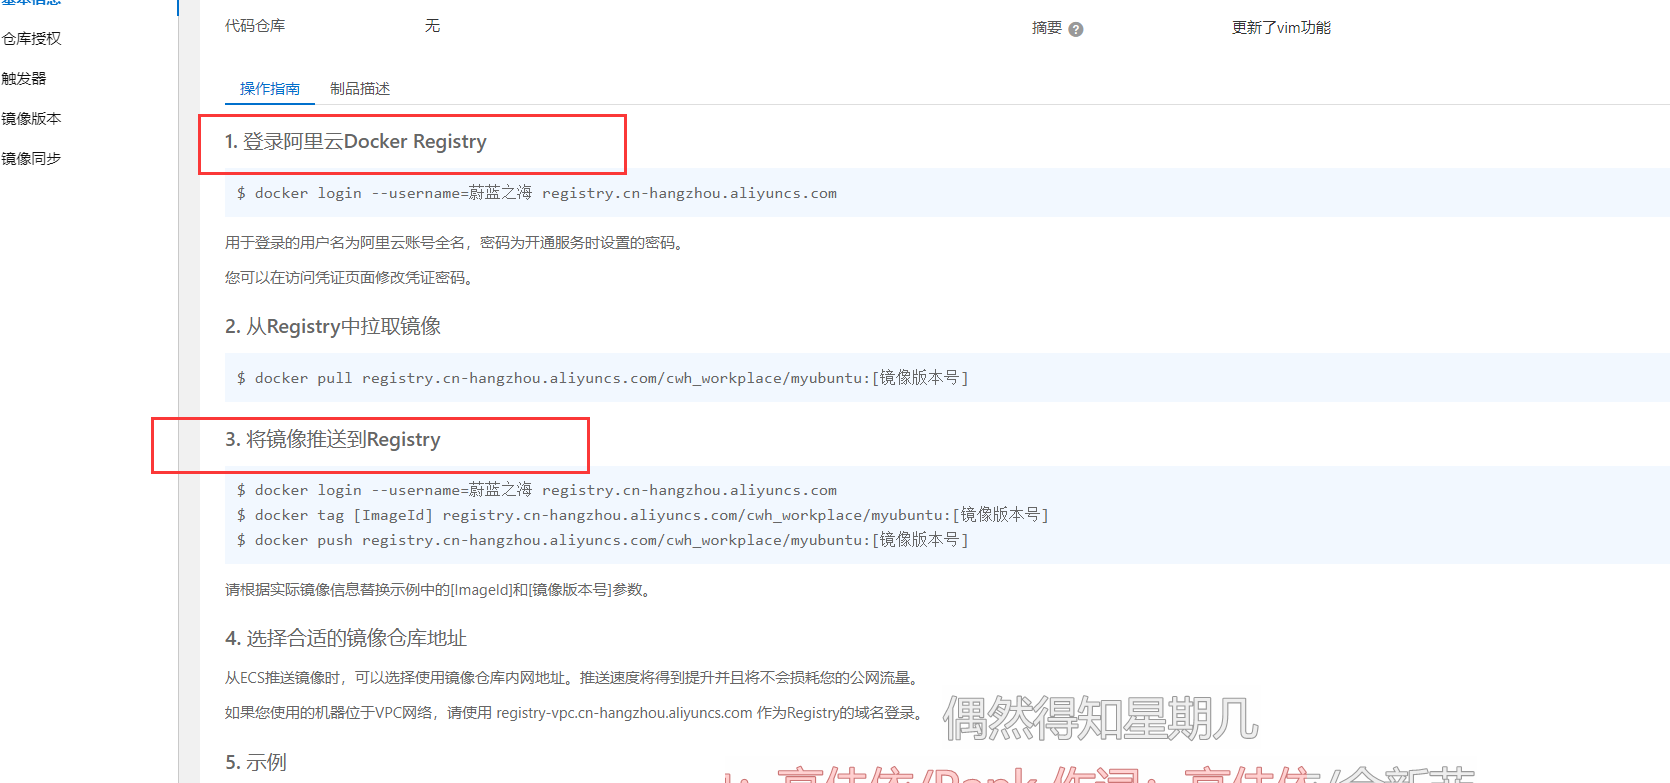 基本信息
仓库授权
触发器
镜像版本
镜像同步
代码仓库 无 摘要 ? 更新了vim功能
操作指南 制品描述
1. 登录阿里云Docker Registry
$ docker login --username=蔚蓝之海 registry.cn-hangzhou.aliyuncs.com
用于登录的用户名为阿里云账号全名，密码为开通服务时设置的密码。
您可以在访问凭证页面修改凭证密码。
2. 从Registry中拉取镜像
$ docker pull registry.cn-hangzhou.aliyuncs.com/cwh_workplace/myubuntu:[镜像版本号]
3. 将镜像推送到Registry
$ docker login --username=蔚蓝之海 registry.cn-hangzhou.aliyuncs.com
$ docker tag [ImageId] registry.cn-hangzhou.aliyuncs.com/cwh_workplace/myubuntu:[镜像版本号]
$ docker push registry.cn-hangzhou.aliyuncs.com/cwh_workplace/myubuntu:[镜像版本号]
请根据实际镜像信息替换示例中的[ImageId]和[镜像版本号]参数。
4. 选择合适的镜像仓库地址
从ECS推送镜像时，可以选择使用镜像仓库内网地址。推送速度将得到提升并且将不会损耗您的公网流量。
如果您使用的机器位于VPC网络，请使用 registry-vpc.cn-hangzhou.aliyuncs.com 作为Registry的域名登录。
偶然得知星期几
5. 示例